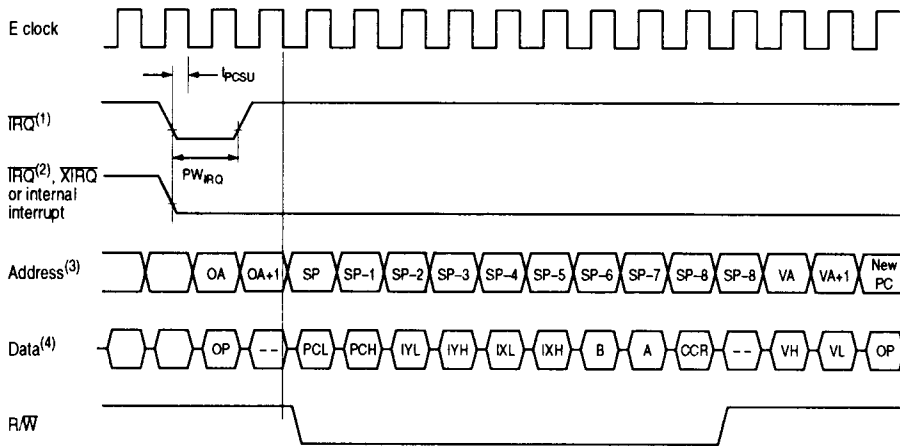 E clock
tPCSU
IRQ(1)
PWIRQ
IRQ(2), XIRQ
or internal
interrupt
Address(3) OA OA+1 SP SP–1 SP–2 SP–3 SP–4 SP–5 SP–6 SP–7 SP–8 SP–8 VA VA+1 New PC
Data(4) OP – – PCL PCH IYL IYH IXL IXH B A CCR – – VH VL OP
R/W